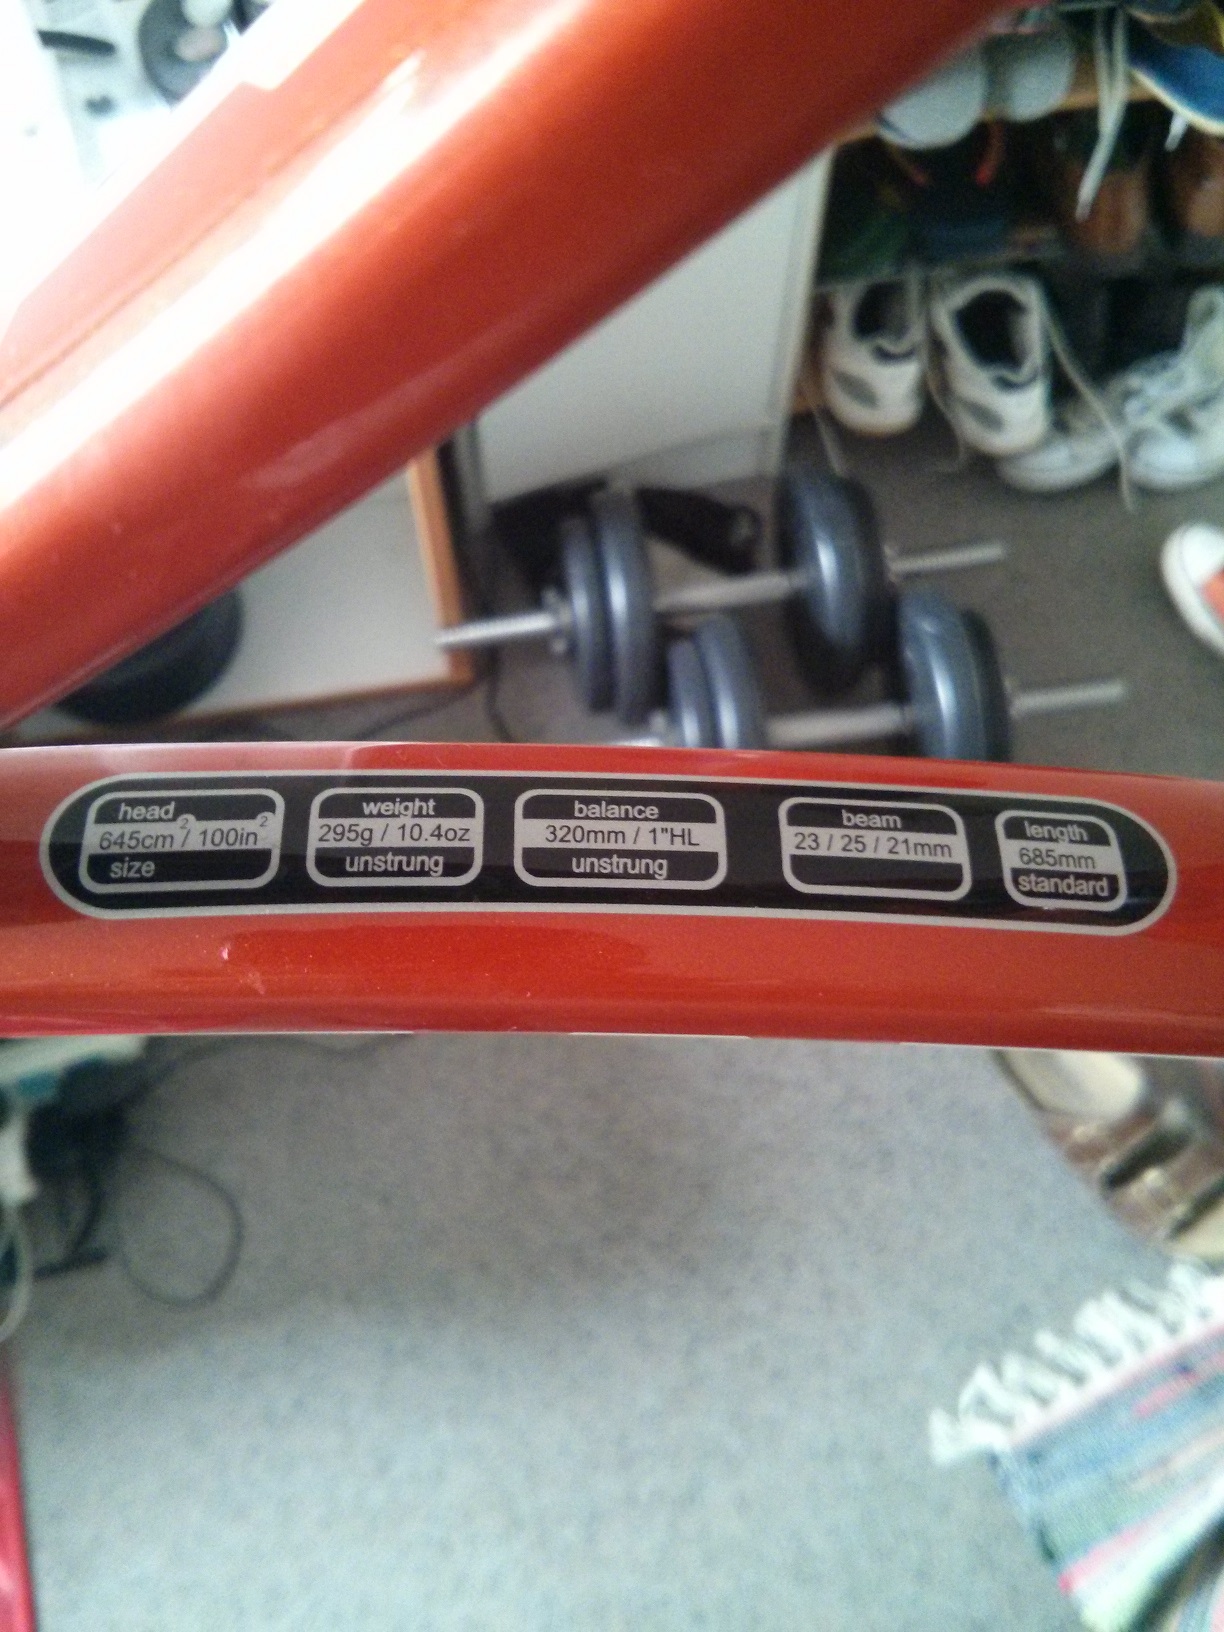 head
645cm² / 100in²
size
weight
295g / 10.4oz
unstrung
balance
320mm / 1"HL
unstrung
beam
23 / 25 / 21mm
length
685mm
standard